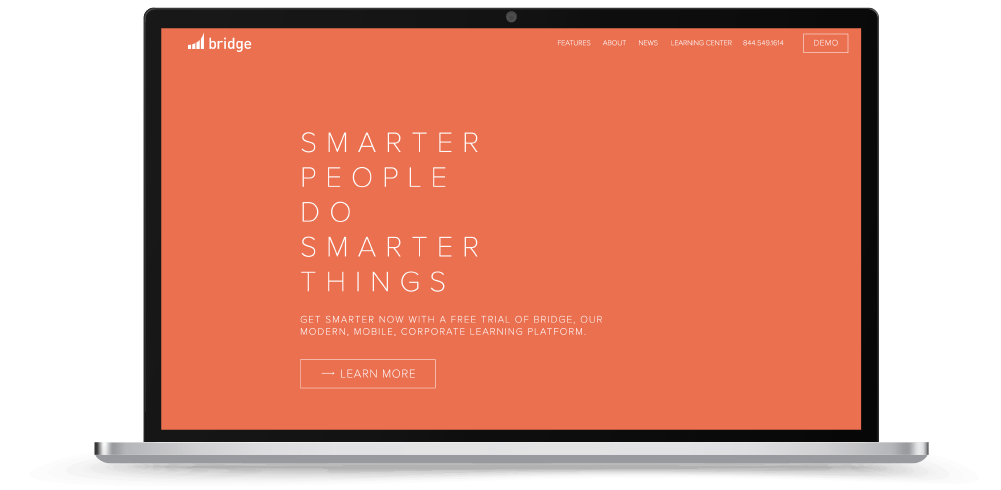 bridge
FEATURES ABOUT NEWS LEARNING CENTER 844.549.1614 DEMO
SMARTER
PEOPLE
DO
SMARTER
THINGS
GET SMARTER NOW WITH A FREE TRIAL OF BRIDGE, OUR
MODERN, MOBILE, CORPORATE LEARNING PLATFORM.
→ LEARN MORE